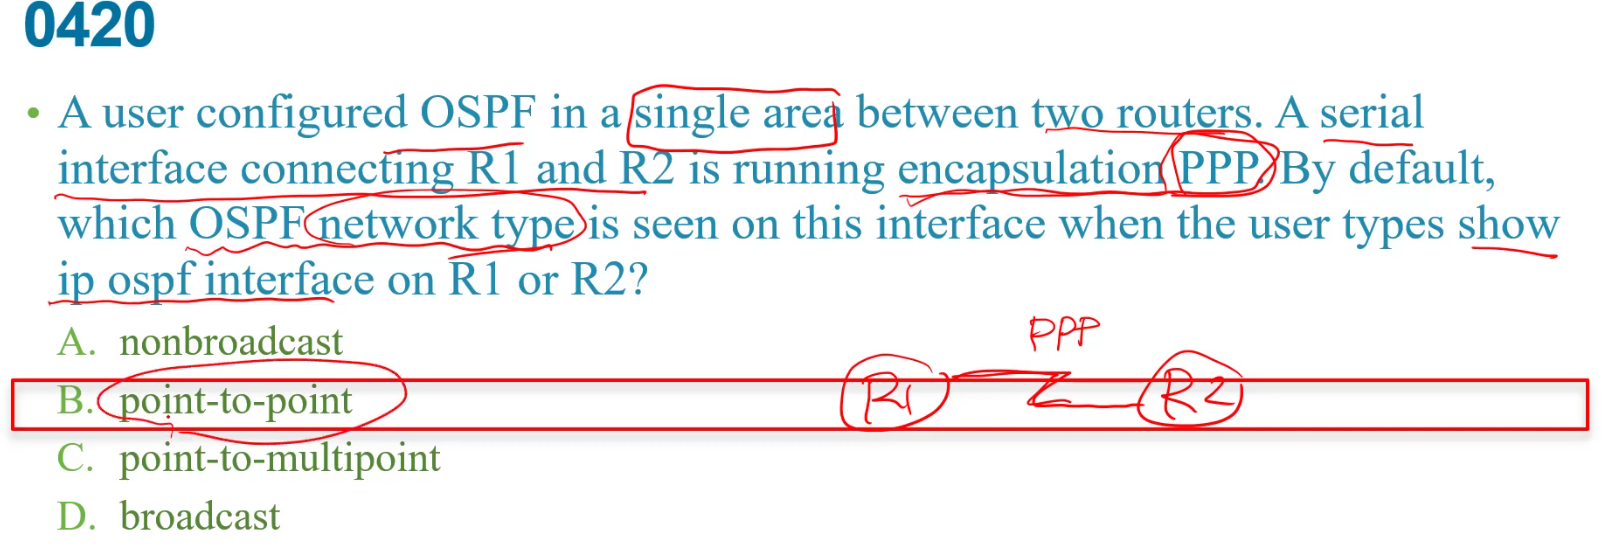 0420
• A user configured OSPF in a single area between two routers. A serial
interface connecting R1 and R2 is running encapsulation PPP. By default,
which OSPF network type is seen on this interface when the user types show
ip ospf interface on R1 or R2?
A. nonbroadcast
PPP
B. point-to-point
R1 R2
C. point-to-multipoint
D. broadcast